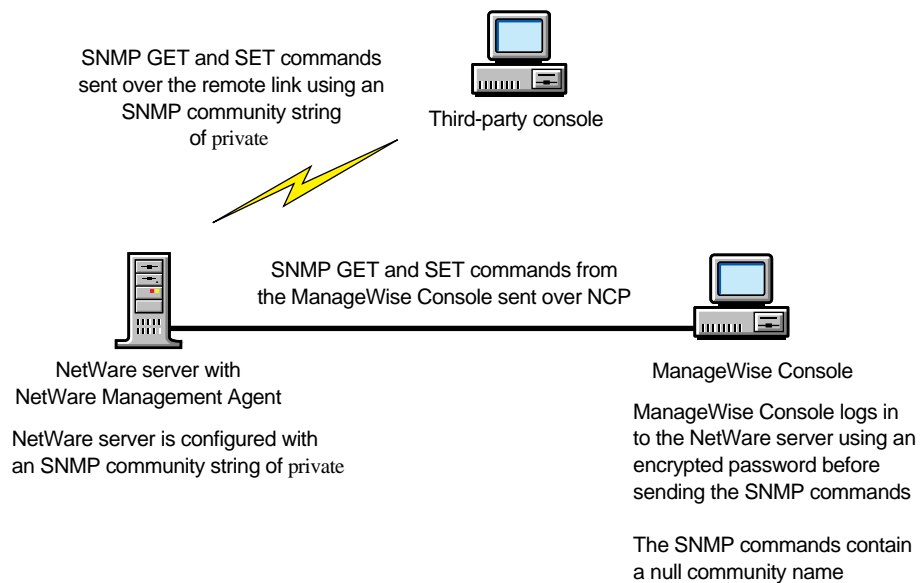 SNMP GET and SET commands
sent over the remote link using an
SNMP community string
of private
Third-party console
SNMP GET and SET commands from
the ManageWise Console sent over NCP
NetWare server with
NetWare Management Agent
NetWare server is configured with
an SNMP community string of private
ManageWise Console
ManageWise Console logs in
to the NetWare server using an
encrypted password before
sending the SNMP commands
The SNMP commands contain
a null community name